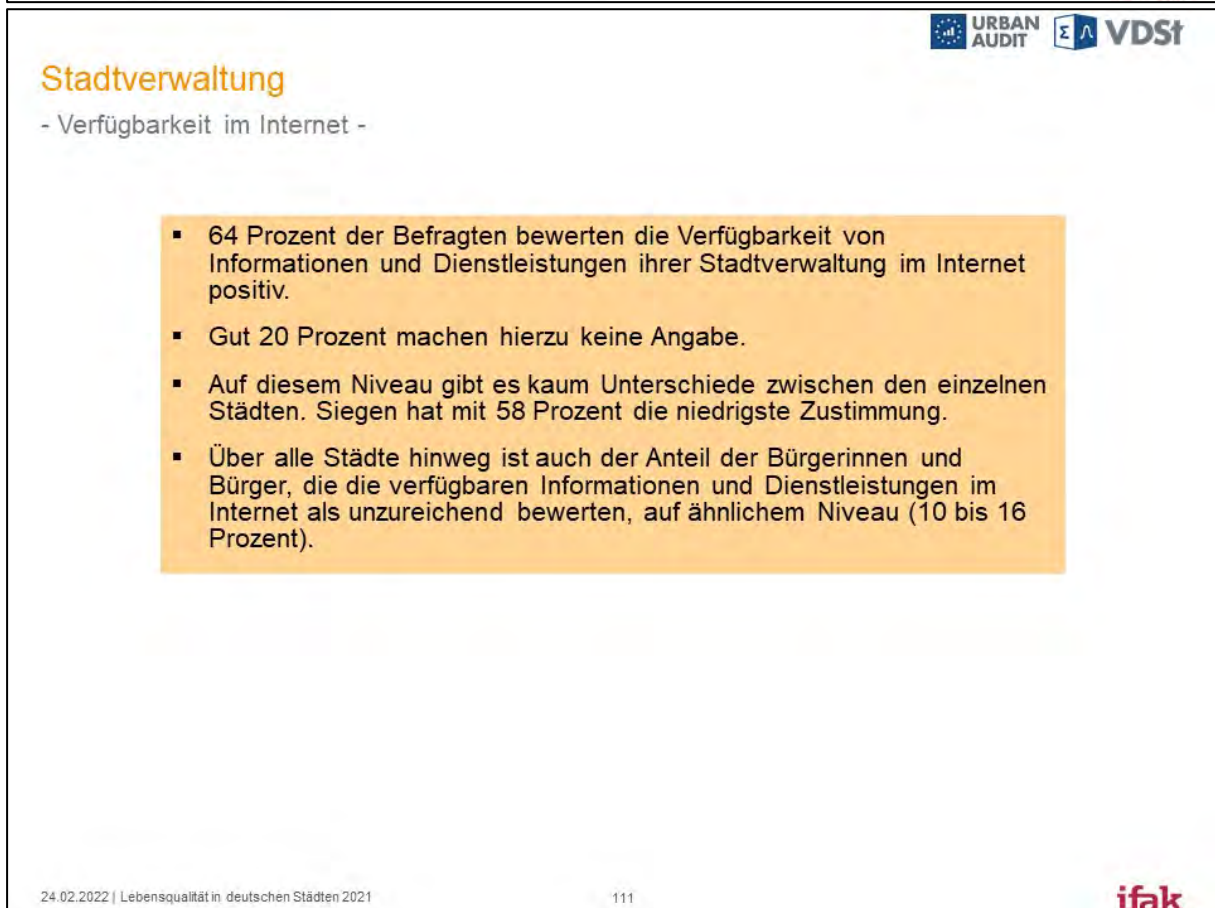 URBAN
AUDIT
Σ Λ VDSt
Stadtverwaltung
- Verfügbarkeit im Internet -
▪ 64 Prozent der Befragten bewerten die Verfügbarkeit von
Informationen und Dienstleistungen ihrer Stadtverwaltung im Internet
positiv.
▪ Gut 20 Prozent machen hierzu keine Angabe.
▪ Auf diesem Niveau gibt es kaum Unterschiede zwischen den einzelnen
Städten. Siegen hat mit 58 Prozent die niedrigste Zustimmung.
▪ Über alle Städte hinweg ist auch der Anteil der Bürgerinnen und
Bürger, die die verfügbaren Informationen und Dienstleistungen im
Internet als unzureichend bewerten, auf ähnlichem Niveau (10 bis 16
Prozent).
24.02.2022 | Lebensqualität in deutschen Städten 2021
111
ifak